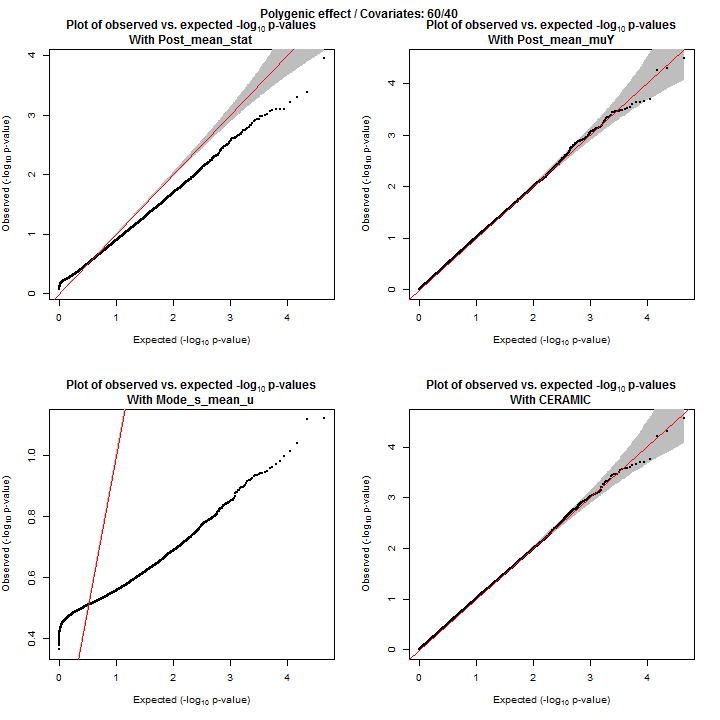 Polygenic effect / Covariates: 60/40
Plot of observed vs. expected -log10 p-values
With Post_mean_stat
Observed (-log10 p-value)
4
3
2
1
0
0 1 2 3 4
Expected (-log10 p-value)
Plot of observed vs. expected -log10 p-values
With Post_mean_muY
Observed (-log10 p-value)
4
3
2
1
0
0 1 2 3 4
Expected (-log10 p-value)
Plot of observed vs. expected -log10 p-values
With Mode_s_mean_u
Observed (-log10 p-value)
1.0
0.8
0.6
0.4
0 1 2 3 4
Expected (-log10 p-value)
Plot of observed vs. expected -log10 p-values
With CERAMIC
Observed (-log10 p-value)
4
3
2
1
0
0 1 2 3 4
Expected (-log10 p-value)